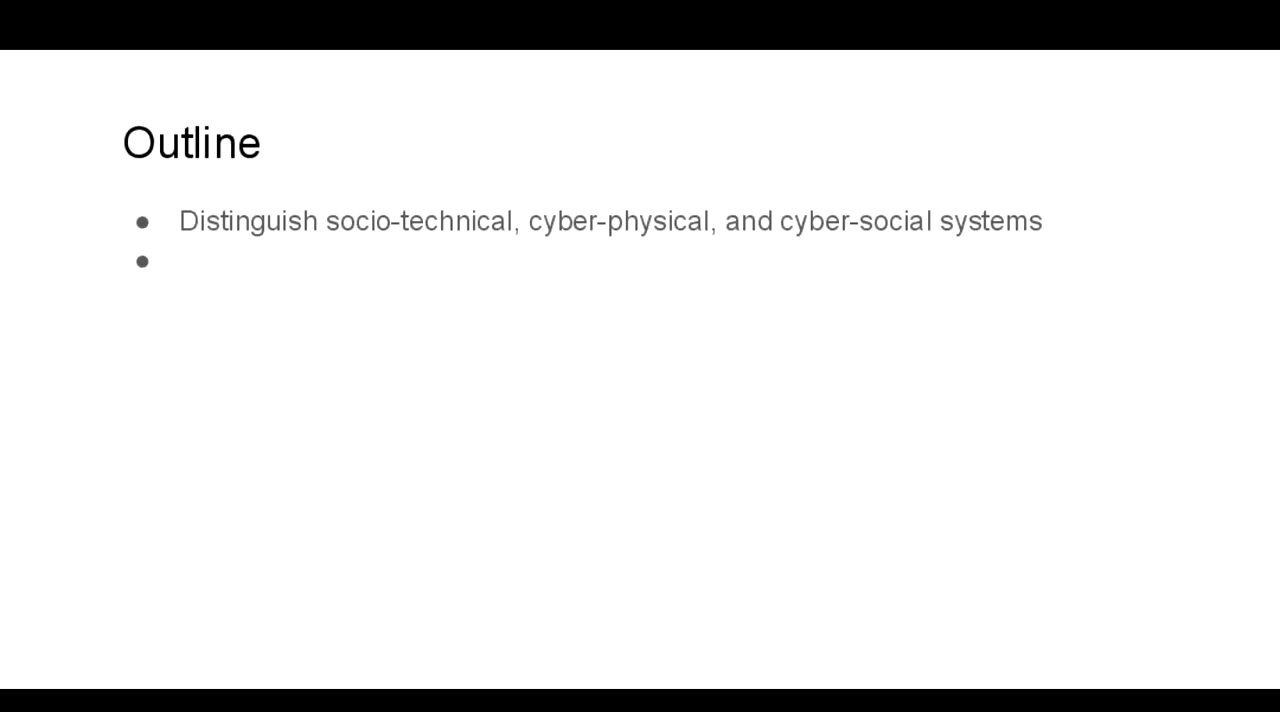 Outline
● Distinguish socio-technical, cyber-physical, and cyber-social systems
●